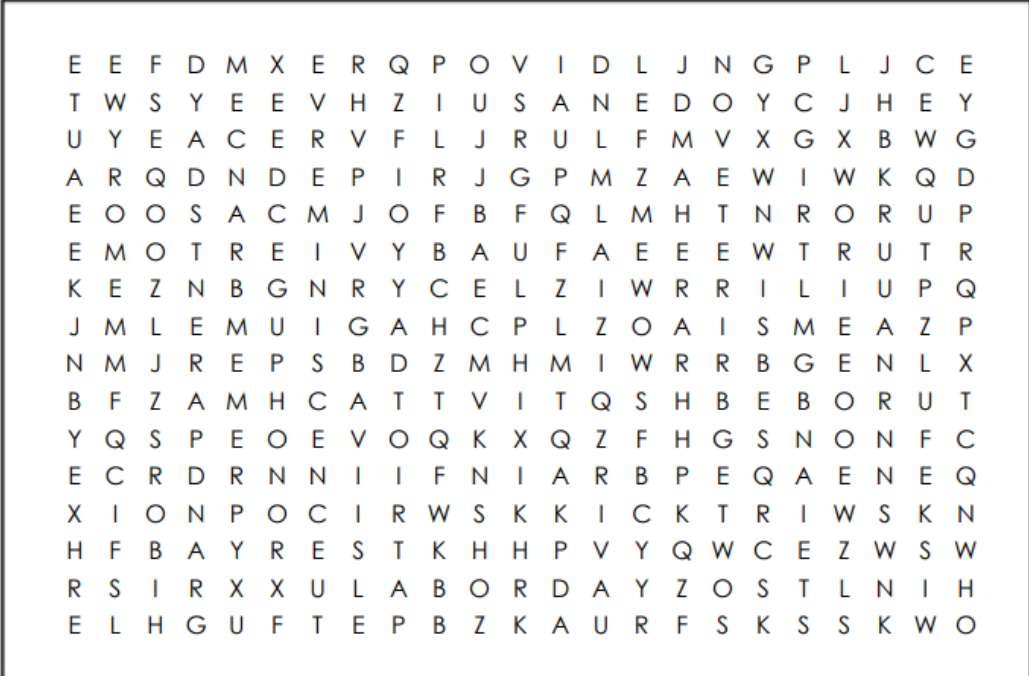 E E F D M X E R Q P O V I D L J N G P L J C E
T W S Y E E V H Z I U S A N E D O Y C J H E Y
U Y E A C E R V F L J R U L F M V X G X B W G
A R Q D N D E P I R J G P M Z A E W I W K Q D
E O O S A C M J O F B F Q L M H T N R O R U P
E M O T R E I V Y B A U F A E E E W T R U T R
K E Z N B G N R Y C E L Z I W R R I L I U P Q
J M L E M U I G A H C P L Z O A I S M E A Z P
N M J R E P S B D Z M H M I W R R B G E N L X
B F Z A M H C A T T V I T Q S H B E B O R U T
Y Q S P E O E V O Q K X Q Z F H G S N O N F C
E C R D R N N I I F N I A R B P E Q A E N E Q
X I O N P O C I R W S K K I C K T R I W S K N
H F B A Y R E S T K H H P V Y Q W C E Z W S W
R S I R X X U L A B O R D A Y Z O S T L N I H
E L H G U F T E P B Z K A U R F S K S S K W O